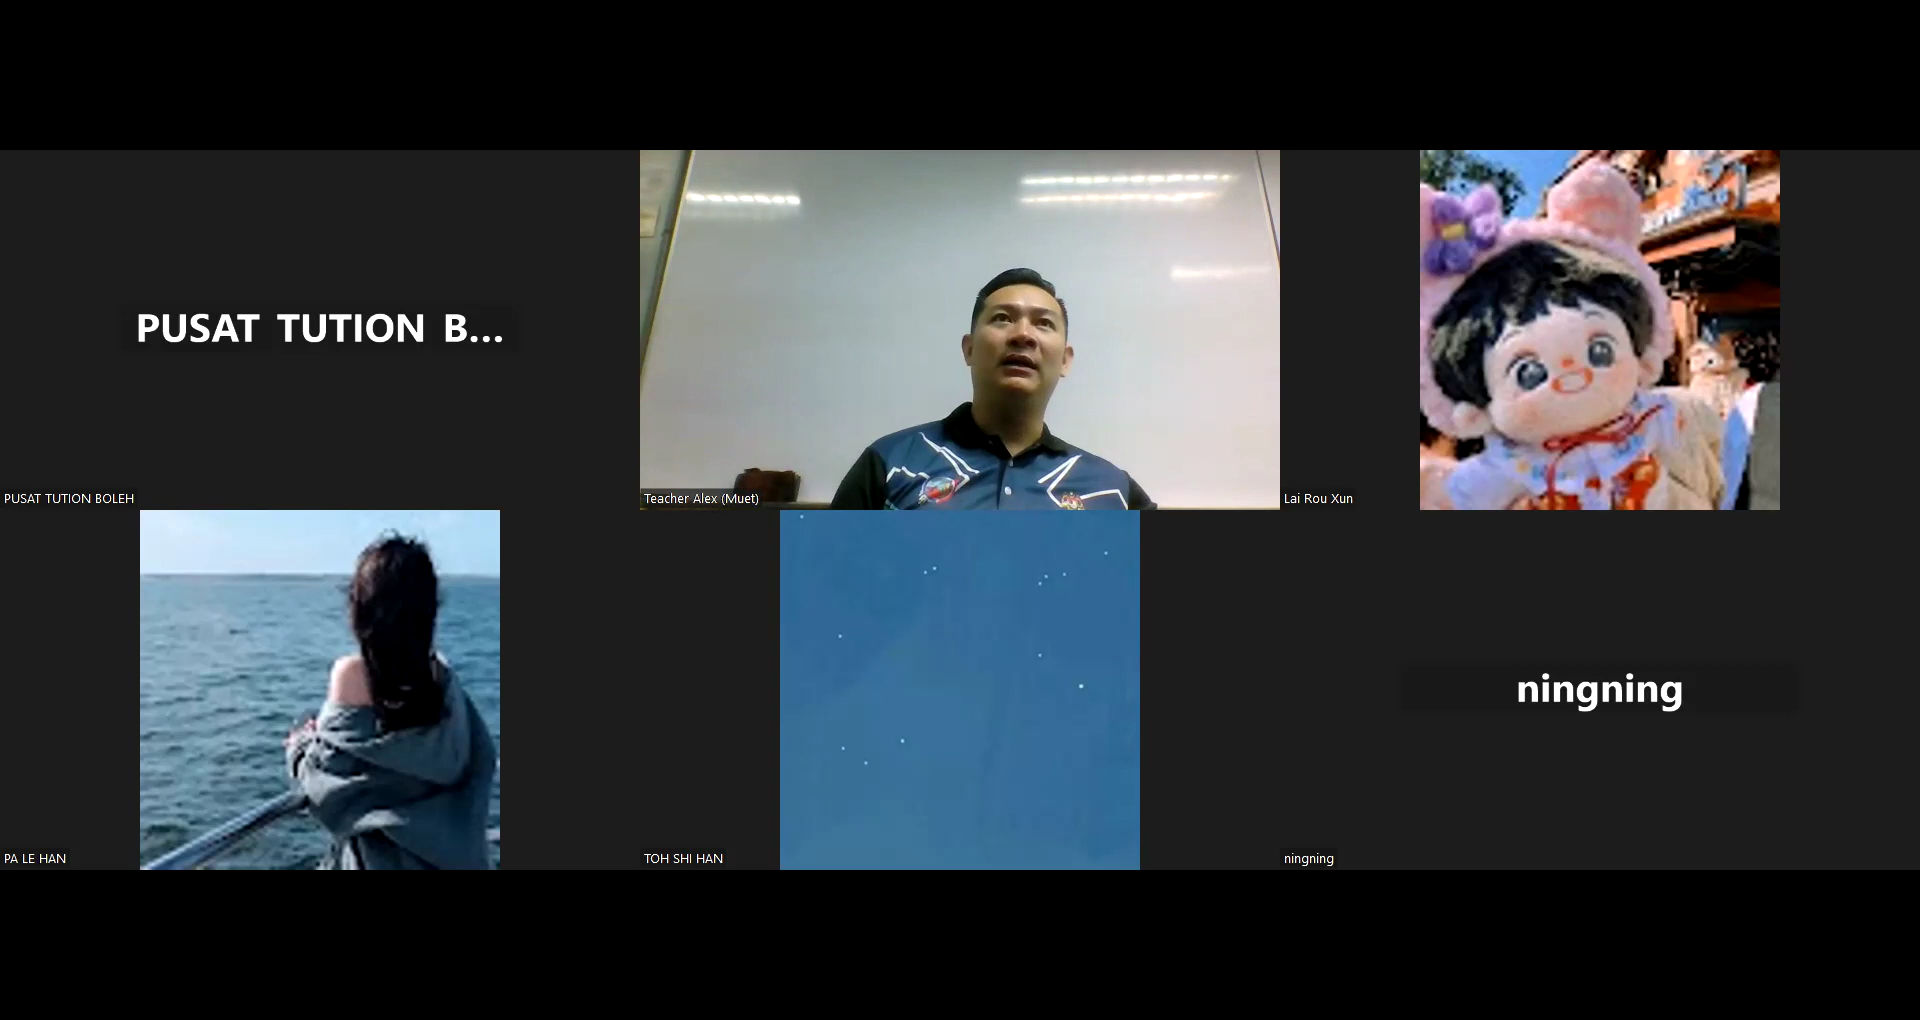 PUSAT TUTION B...
PUSAT TUTION BOLEH
Teacher Alex (Muet)
Lai Rou Xun
ningning
PA LE HAN
TOH SHI HAN
ningning